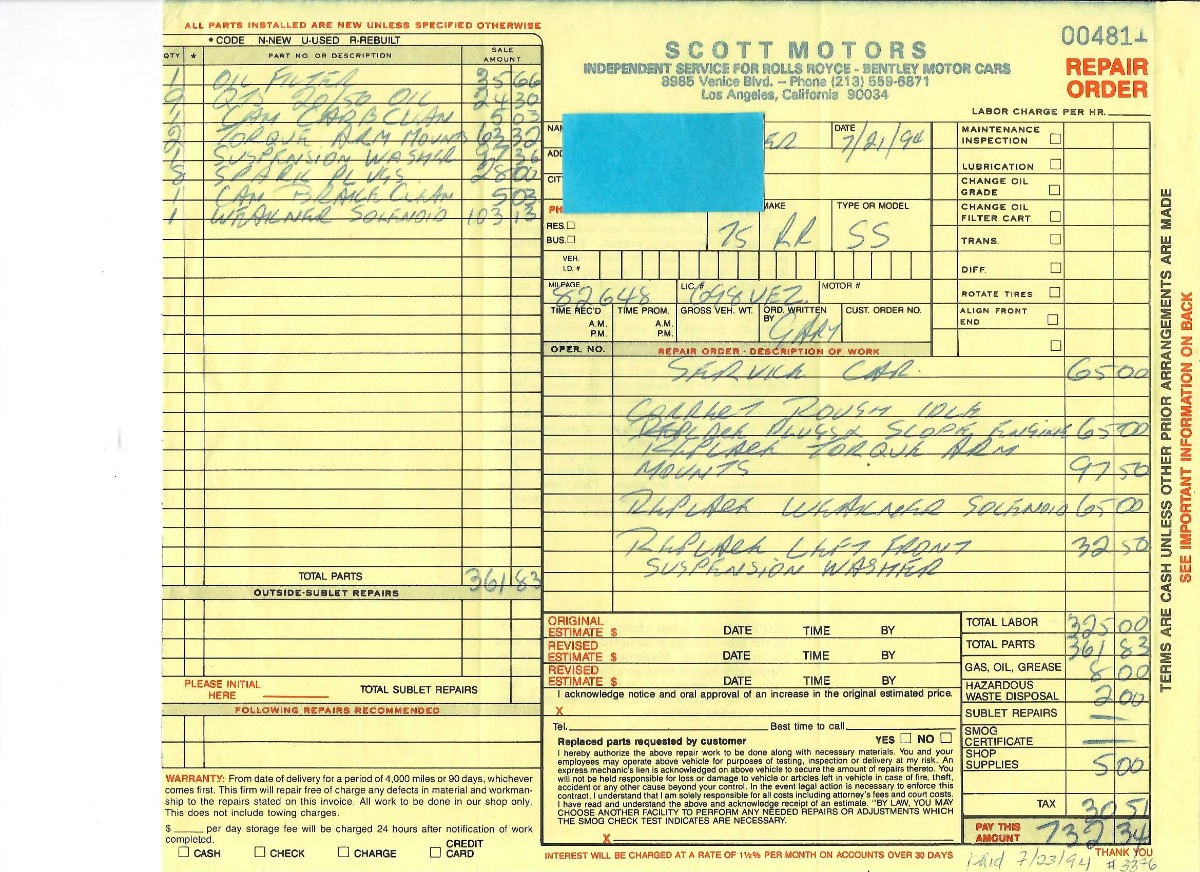 ALL PARTS INSTALLED ARE NEW UNLESS SPECIFIED OTHERWISE
• CODE N-NEW U-USED R-REBUILT
QTY * PART NO. OR DESCRIPTION SALE AMOUNT
1 OIL FILTER 35 66
9 QTS 20/50 OIL 24 30
1 CAN CARB CLEAN 5 03
2 TORQUE ARM MOUNTS 63 32
1 SUSPENSION WASHER 97 36
8 SPARK PLUGS 28 00
1 CAN BRAKE CLEAN 5 03
1 WEAKNER SOLENOID 103 13
TOTAL PARTS 361 83
OUTSIDE-SUBLET REPAIRS
PLEASE INITIAL HERE
TOTAL SUBLET REPAIRS
FOLLOWING REPAIRS RECOMMENDED
WARRANTY: From date of delivery for a period of 4,000 miles or 90 days, whichever
comes first. This firm will repair free of charge any defects in material and workman-
ship to the repairs stated on this invoice. All work to be done in our shop only.
This does not include towing charges.
$ _____ per day storage fee will be charged 24 hours after notification of work
completed.
CASH CHECK CHARGE CREDIT CARD
SCOTT MOTORS
INDEPENDENT SERVICE FOR ROLLS ROYCE - BENTLEY MOTOR CARS
8985 Venice Blvd. – Phone (213) 559-6871
Los Angeles, California 90034
004811
REPAIR
ORDER
LABOR CHARGE PER HR.
NA
ER
DATE
7/21/94
ADD
CIT
PH
RES.
BUS.
MAKE
TYPE OR MODEL
75 RR SS
VEH. I.D. #
MILEAGE 82648
LIC. # 698 VEZ
MOTOR #
TIME REC'D A.M. P.M.
TIME PROM. A.M. P.M.
GROSS VEH. WT.
ORD. WRITTEN BY GARY
CUST. ORDER NO.
MAINTENANCE INSPECTION
LUBRICATION
CHANGE OIL GRADE
CHANGE OIL FILTER CART.
TRANS.
DIFF.
ROTATE TIRES
ALIGN FRONT END
OPER. NO. REPAIR ORDER - DESCRIPTION OF WORK
SERVICE CAR 65 00
CORRECT ROUGH IDLE
REPLACE PLUGS & SCOPE ENGINE 65 00
REPLACE TORQUE ARM
MOUNTS 97 50
REPLACE WEAKNER SOLENOID 65 00
REPLACE LEFT FRONT 32 50
SUSPENSION WASHER
ORIGINAL ESTIMATE $ DATE TIME BY
REVISED ESTIMATE $ DATE TIME BY
REVISED ESTIMATE $ DATE TIME BY
I acknowledge notice and oral approval of an increase in the original estimated price.
X
Tel. Best time to call
Replaced parts requested by customer YES NO
I hereby authorize the above repair work to be done along with necessary materials. You and your
employees may operate above vehicle for purposes of testing, inspection or delivery at my risk. An
express mechanic's lien is acknowledged on above vehicle to secure the amount of repairs thereto. You
will not be held responsible for loss or damage to vehicle or articles left in vehicle in case of fire, theft,
accident or any other cause beyond your control. In the event legal action is necessary to enforce this
contract, I understand that I am solely responsible for all costs including attorney's fees and court costs.
I have read and understand the above and acknowledge receipt of an estimate. "BY LAW, YOU MAY
CHOOSE ANOTHER FACILITY TO PERFORM ANY NEEDED REPAIRS OR ADJUSTMENTS WHICH
THE SMOG CHECK TEST INDICATES ARE NECESSARY.
X
INTEREST WILL BE CHARGED AT A RATE OF 1½% PER MONTH ON ACCOUNTS OVER 30 DAYS
TOTAL LABOR 325 00
TOTAL PARTS 361 83
GAS, OIL, GREASE 8 00
HAZARDOUS WASTE DISPOSAL 2 00
SUBLET REPAIRS —
SMOG CERTIFICATE —
SHOP SUPPLIES 5 00
TAX 30 51
PAY THIS AMOUNT 732 34
THANK YOU
Paid 7/23/94 # 3376
TERMS ARE CASH UNLESS OTHER PRIOR ARRANGEMENTS ARE MADE
SEE IMPORTANT INFORMATION ON BACK